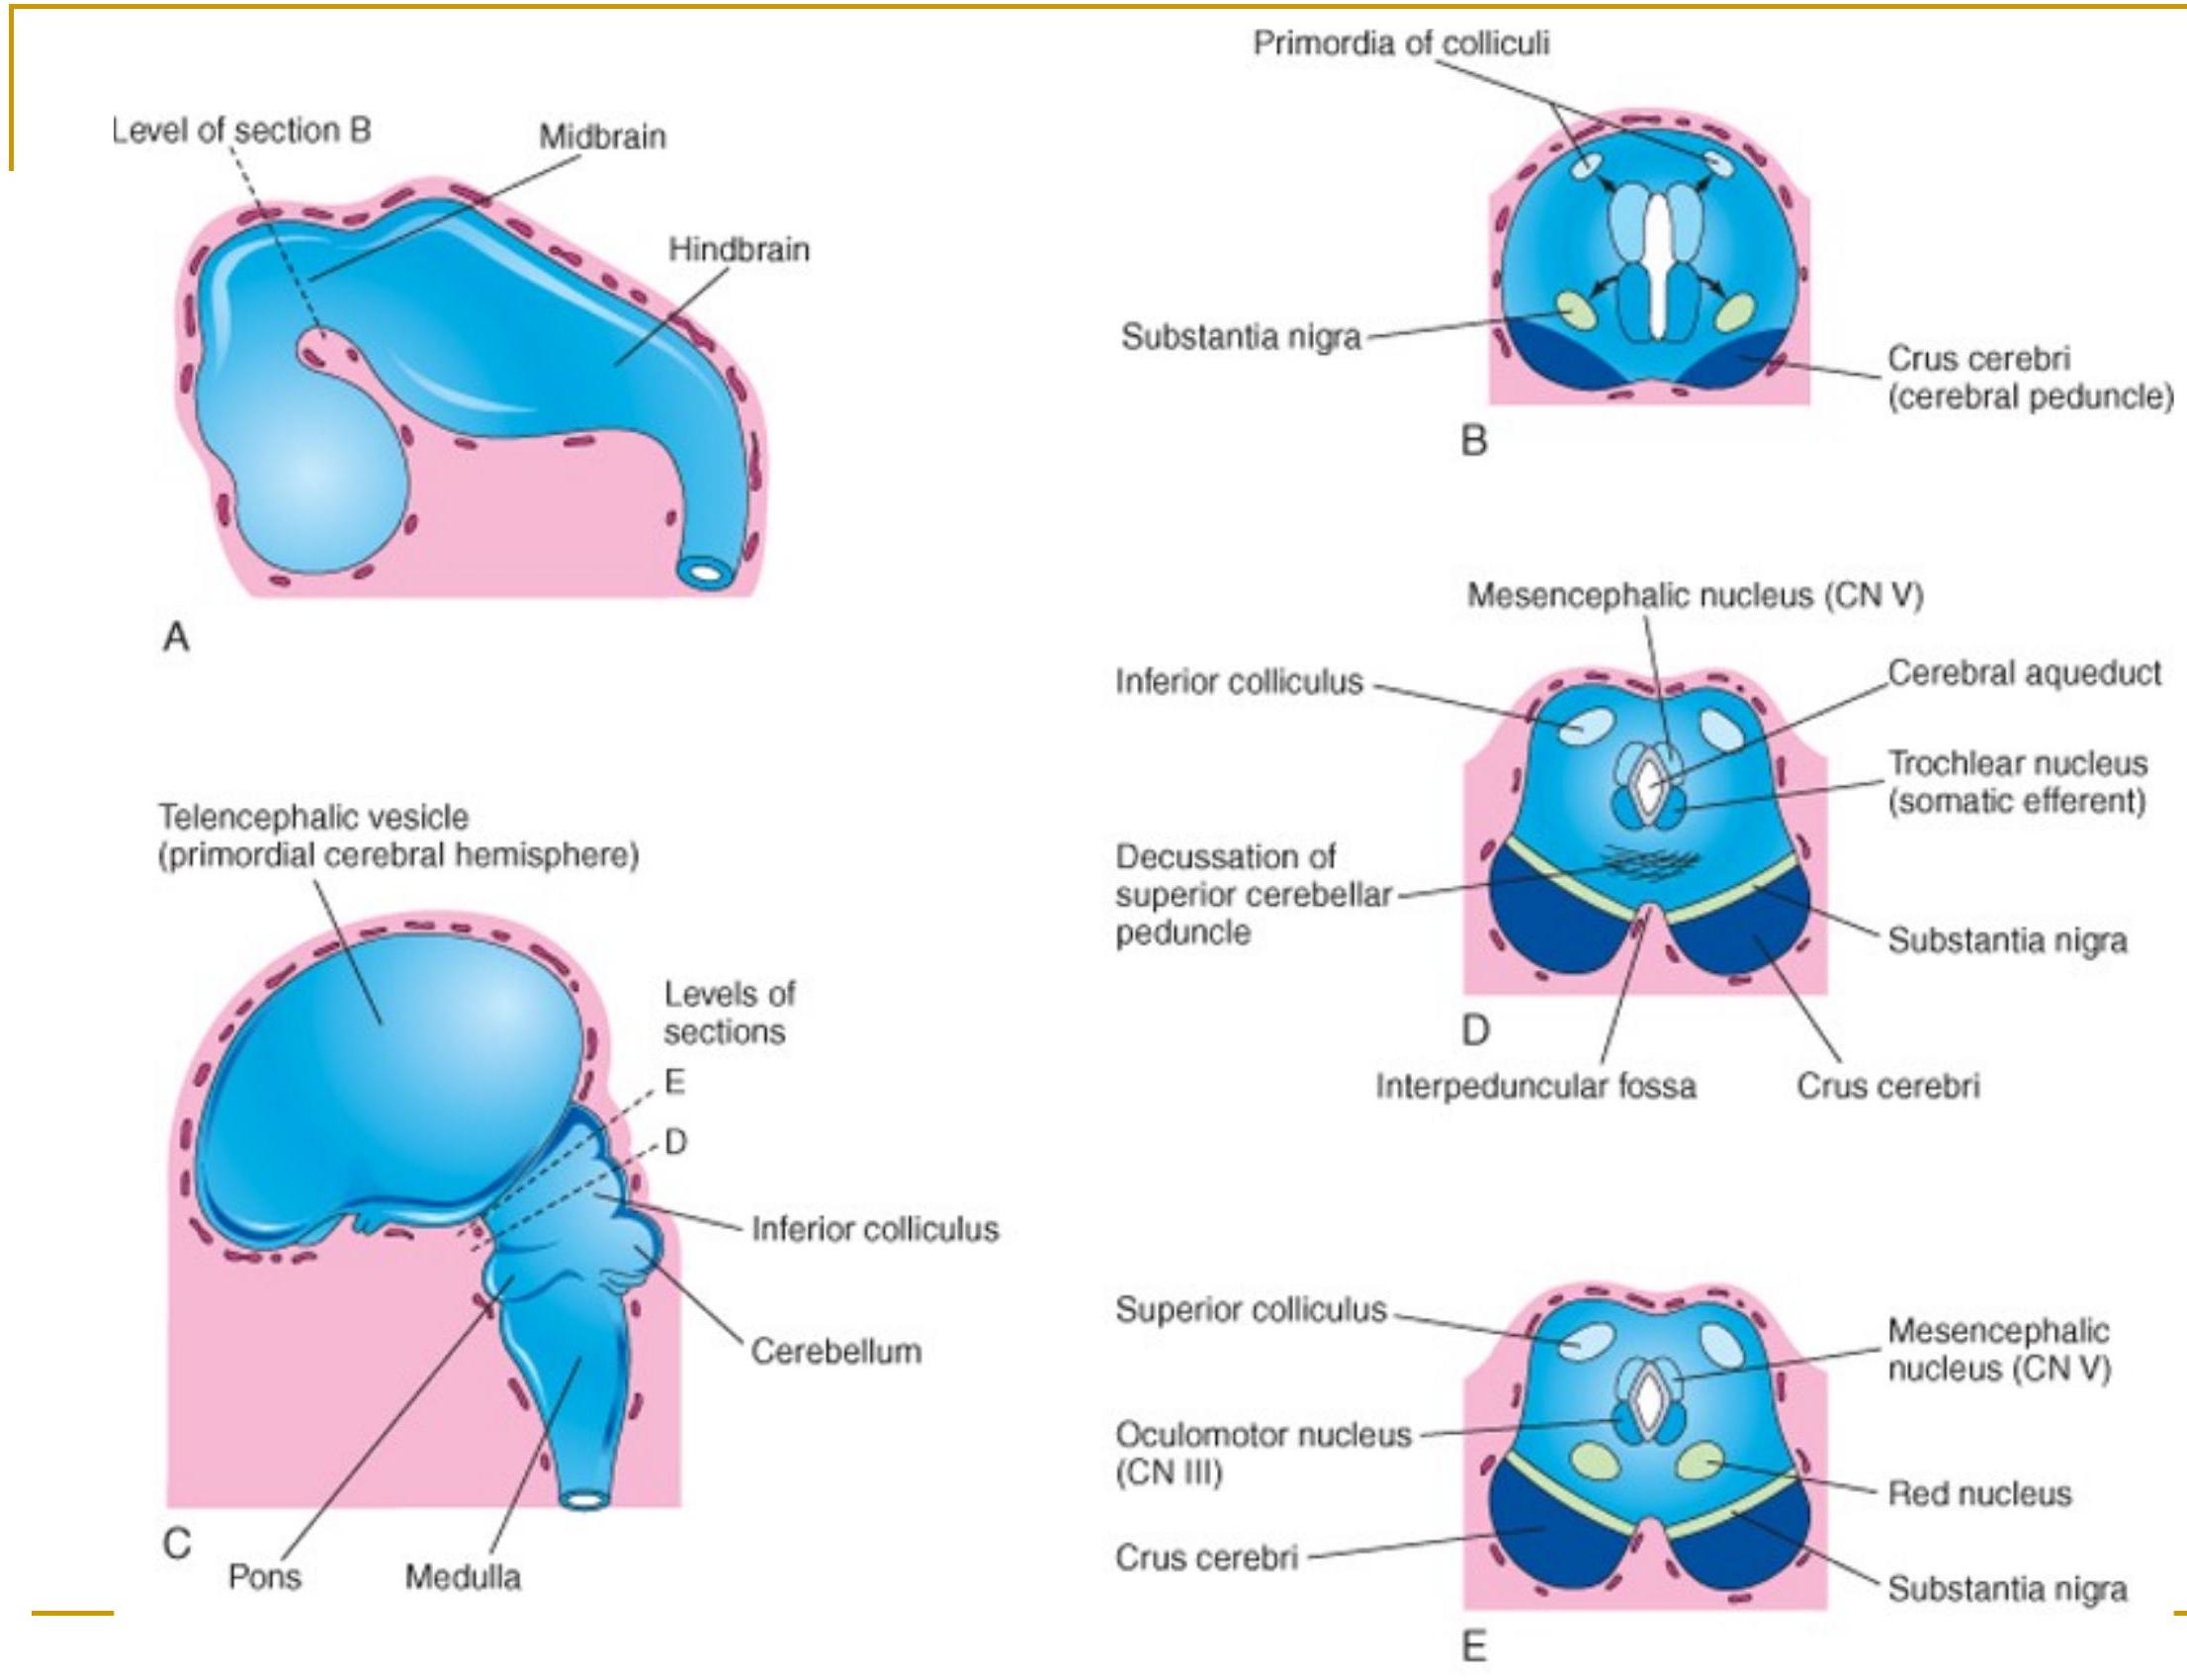 Level of section B
Midbrain
Hindbrain
A
Primordia of colliculi
Substantia nigra
Crus cerebri
(cerebral peduncle)
B
Telencephalic vesicle
(primordial cerebral hemisphere)
Levels of
sections
E
D
Inferior colliculus
Cerebellum
C
Pons
Medulla
Mesencephalic nucleus (CN V)
Inferior colliculus
Cerebral aqueduct
Trochlear nucleus
(somatic efferent)
Decussation of
superior cerebellar
peduncle
Substantia nigra
D
Interpeduncular fossa
Crus cerebri
Superior colliculus
Mesencephalic
nucleus (CN V)
Oculomotor nucleus
(CN III)
Red nucleus
Crus cerebri
Substantia nigra
E